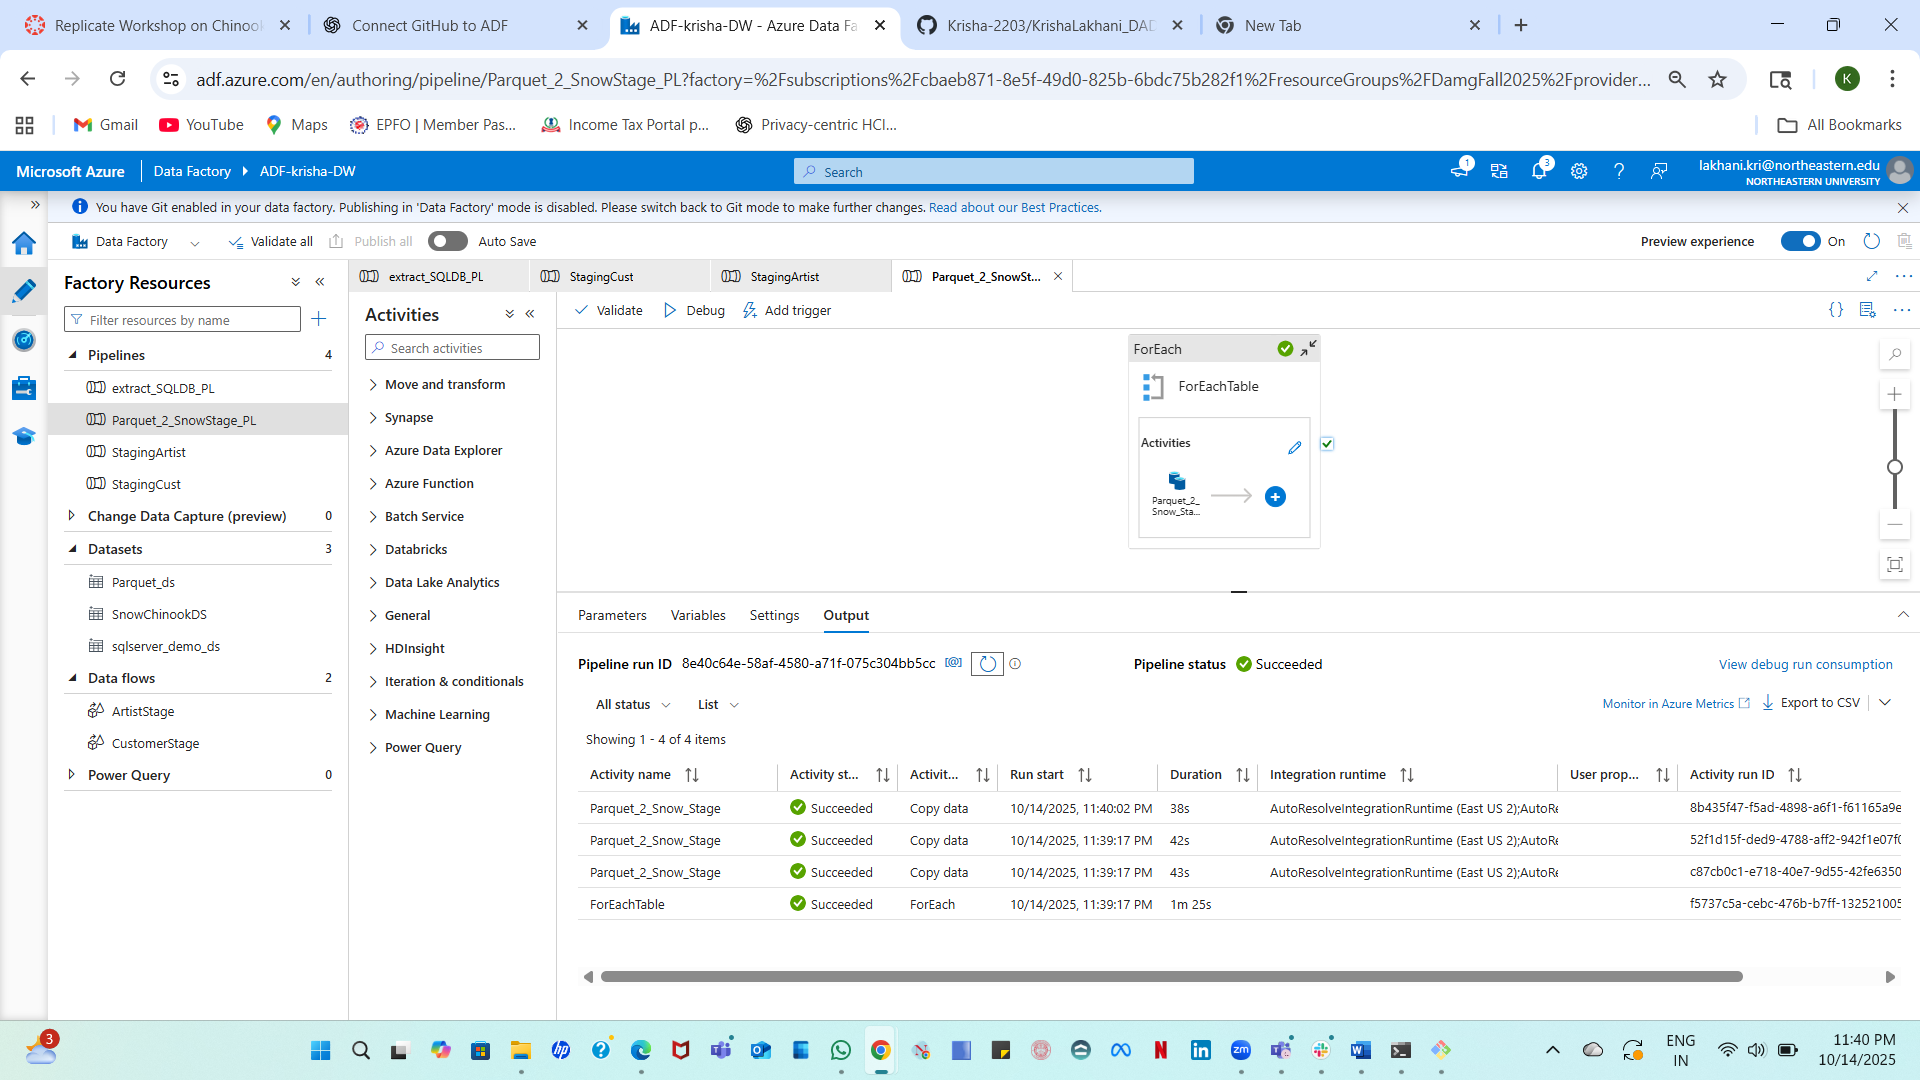 Replicate Workshop on Chinook
Connect GitHub to ADF
ADF-krisha-DW - Azure Data Fa
Krisha-2203/KrishaLakhani_DAD
New Tab
adf.azure.com/en/authoring/pipeline/Parquet_2_SnowStage_PL?factory=%2Fsubscriptions%2Fcbaeb871-8e5f-49d0-825b-6bdc75b282f1%2FresourceGroups%2FDamgFall2025%2Fprovider...
K
Gmail
YouTube
Maps
EPFO | Member Pas...
Income Tax Portal p...
Privacy-centric HCI...
All Bookmarks
Microsoft Azure
Data Factory
ADF-krisha-DW
Search
1
3
lakhani.kri@northeastern.edu
NORTHEASTERN UNIVERSITY
You have Git enabled in your data factory. Publishing in 'Data Factory' mode is disabled. Please switch back to Git mode to make further changes. Read about our Best Practices.
Data Factory
Validate all
Publish all
Auto Save
Preview experience
On
Factory Resources
Filter resources by name
Pipelines 4
extract_SQLDB_PL
Parquet_2_SnowStage_PL
StagingArtist
StagingCust
Change Data Capture (preview) 0
Datasets 3
Parquet_ds
SnowChinookDS
sqlserver_demo_ds
Data flows 2
ArtistStage
CustomerStage
Power Query 0
extract_SQLDB_PL
StagingCust
StagingArtist
Parquet_2_SnowSt...
Activities
Search activities
Move and transform
Synapse
Azure Data Explorer
Azure Function
Batch Service
Databricks
Data Lake Analytics
General
HDInsight
Iteration & conditionals
Machine Learning
Power Query
Validate
Debug
Add trigger
ForEach
ForEachTable
Activities
Parquet_2_
Snow_Sta...
Parameters
Variables
Settings
Output
Pipeline run ID 8e40c64e-58af-4580-a71f-075c304bb5cc
Pipeline status Succeeded
View debug run consumption
All status
List
Monitor in Azure Metrics
Export to CSV
Showing 1 - 4 of 4 items
Activity name Activity st... Activit... Run start Duration Integration runtime User prop... Activity run ID
Parquet_2_Snow_Stage Succeeded Copy data 10/14/2025, 11:40:02 PM 38s AutoResolveIntegrationRuntime (East US 2);AutoRe 8b435f47-f5ad-4898-a6f1-f61165a9e
Parquet_2_Snow_Stage Succeeded Copy data 10/14/2025, 11:39:17 PM 42s AutoResolveIntegrationRuntime (East US 2);AutoRe 52f1d15f-ded9-4788-aff2-942f1e07f0
Parquet_2_Snow_Stage Succeeded Copy data 10/14/2025, 11:39:17 PM 43s AutoResolveIntegrationRuntime (East US 2);AutoRe c87cb0c1-e718-40e7-9d55-42fe6350
ForEachTable Succeeded ForEach 10/14/2025, 11:39:17 PM 1m 25s f5737c5a-cebc-476b-b7ff-132521005
3
ENG
IN
11:40 PM
10/14/2025